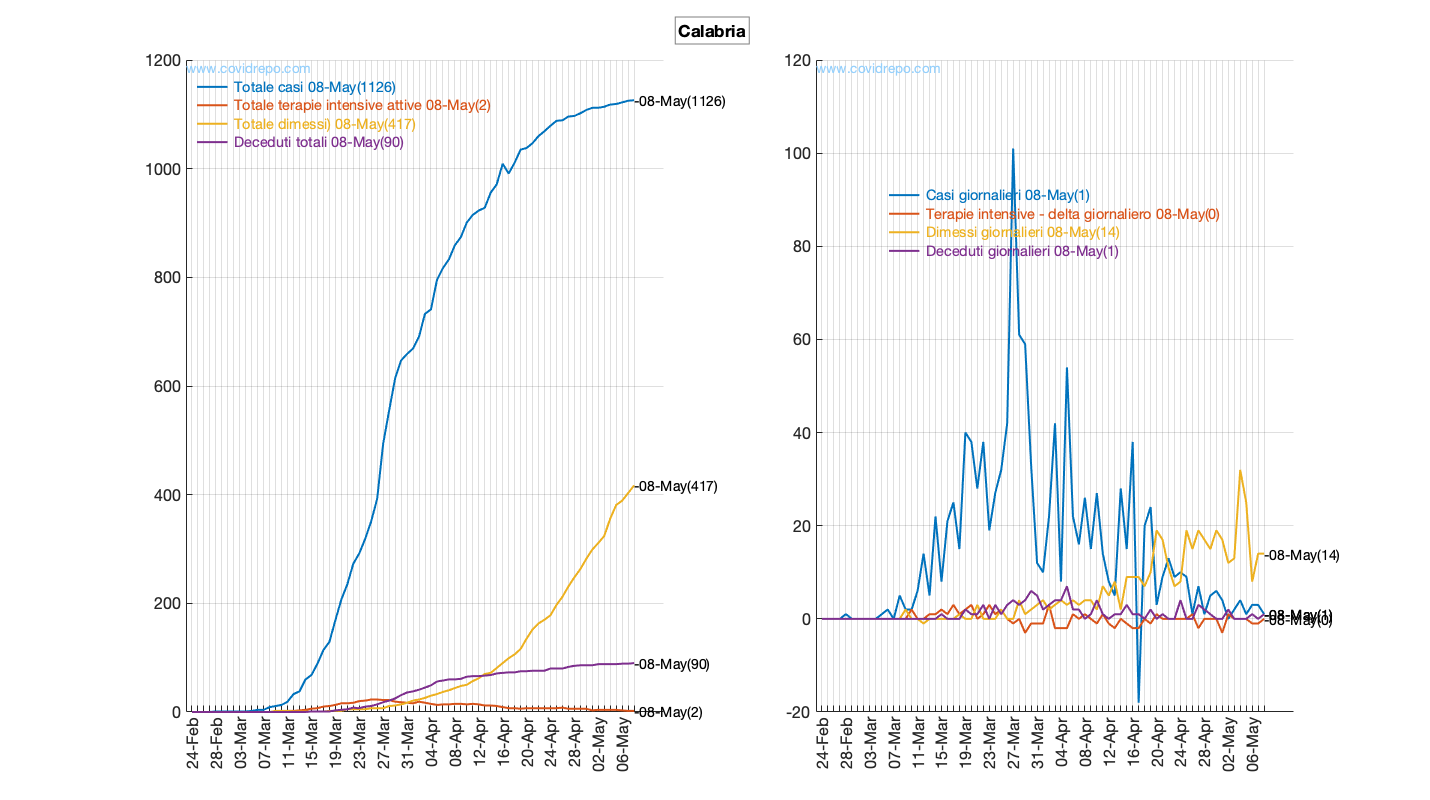 Calabria
1200
1000
800
600
400
200
0
www.covidrepo.com
Totale casi 08-May(1126)
Totale terapie intensive attive 08-May(2)
Totale dimessi) 08-May(417)
Deceduti totali 08-May(90)
08-May(1126)
08-May(417)
08-May(90)
08-May(2)
24-Feb
28-Feb
03-Mar
07-Mar
11-Mar
15-Mar
19-Mar
23-Mar
27-Mar
31-Mar
04-Apr
08-Apr
12-Apr
16-Apr
20-Apr
24-Apr
28-Apr
02-May
06-May
120
100
80
60
40
20
0
-20
www.covidrepo.com
Casi giornalieri 08-May(1)
Terapie intensive - delta giornaliero 08-May(0)
Dimessi giornalieri 08-May(14)
Deceduti giornalieri 08-May(1)
08-May(14)
08-May(1)
08-May(0)
24-Feb
28-Feb
03-Mar
07-Mar
11-Mar
15-Mar
19-Mar
23-Mar
27-Mar
31-Mar
04-Apr
08-Apr
12-Apr
16-Apr
20-Apr
24-Apr
28-Apr
02-May
06-May